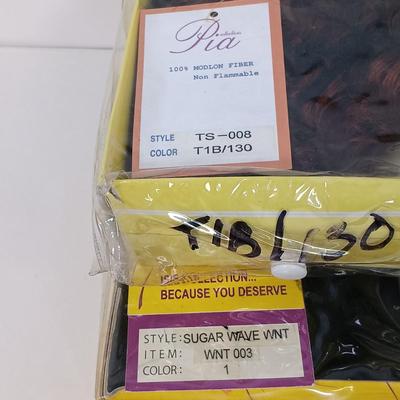 Pia
100% MODLON FIBER
Non Flammable
STYLE TS-008
COLOR T1B/130
T1B/130
COLLECTION...
BECAUSE YOU DESERVE
STYLE: SUGAR WAVE WNT
ITEM: WNT 003
COLOR: 1